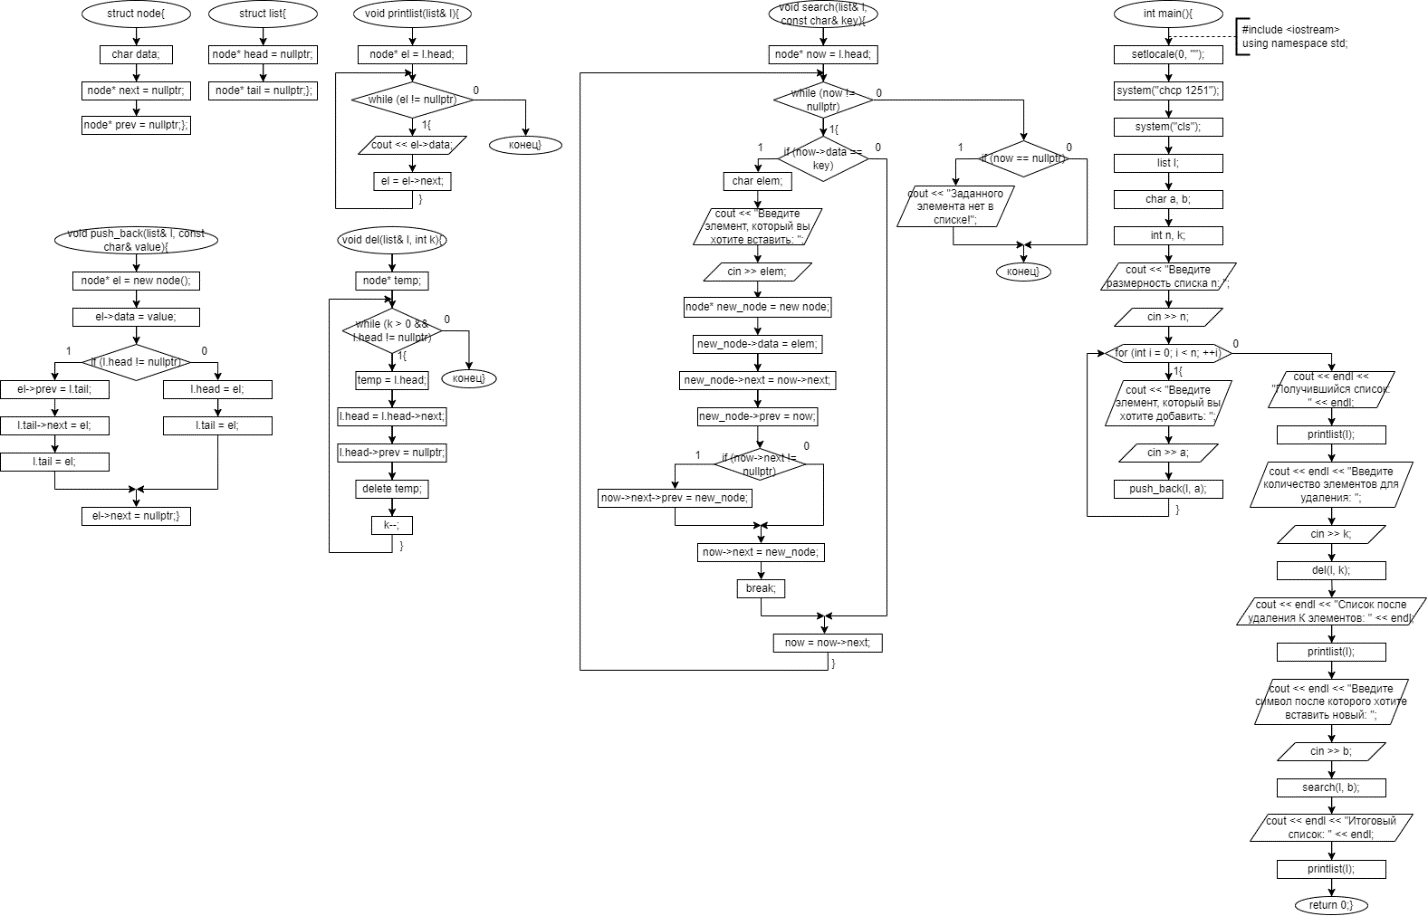 struct node{
char data;
node* next = nullptr;
node* prev = nullptr;};
struct list{
node* head = nullptr;
node* tail = nullptr;};
void printlist(list& l){
node* el = l.head;
while (el != nullptr)
0
1{
cout << el->data;
конец}
el = el->next;
}
void search(list& l,
const char& key){
node* now = l.head;
while (now !=
nullptr)
0
1{
if (now->data ==
key)
1
0
char elem;
cout << "Введите
элемент, который вы
хотите вставить: ";
cin >> elem;
node* new_node = new node;
new_node->data = elem;
new_node->next = now->next;
new_node->prev = now;
if (now->next !=
nullptr)
1
0
now->next->prev = new_node;
now->next = new_node;
break;
now = now->next;
}
if (now == nullptr)
1
0
cout << "Заданного
элемента нет в
списке!";
конец}
void push_back(list& l, const
char& value){
node* el = new node();
el->data = value;
if (l.head != nullptr)
1
0
el->prev = l.tail;
l.tail->next = el;
l.tail = el;
l.head = el;
l.tail = el;
el->next = nullptr;}
void del(list& l, int k){
node* temp;
while (k > 0 &&
l.head != nullptr)
0
1{
temp = l.head;
конец}
l.head = l.head->next;
l.head->prev = nullptr;
delete temp;
k--;
}
int main(){
#include <iostream>
using namespace std;
setlocale(0, "");
system("chcp 1251");
system("cls");
list l;
char a, b;
int n, k;
cout << "Введите
размерность списка n: ";
cin >> n;
for (int i = 0; i < n; ++i)
0
1{
cout << "Введите
элемент, который вы
хотите добавить: ";
cin >> a;
push_back(l, a);
}
cout << endl <<
"Получившийся список:
" << endl;
printlist(l);
cout << endl << "Введите
количество элементов для
удаления: ";
cin >> k;
del(l, k);
cout << endl << "Список после
удаления К элементов: " << endl;
printlist(l);
cout << endl << "Введите
символ после которого хотите
вставить новый: ";
cin >> b;
search(l, b);
cout << endl << "Итоговый
список: " << endl;
printlist(l);
return 0;}